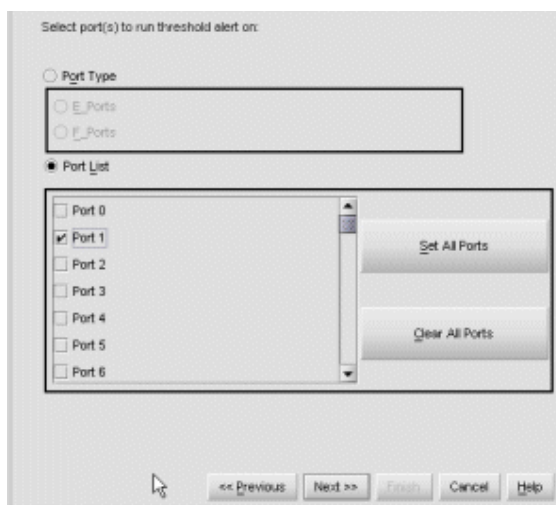 Select port(s) to run threshold alert on:
Port Type
E_Ports
F_Ports
Port List
Port 0
Port 1
Port 2
Port 3
Port 4
Port 5
Port 6
Set All Ports
Clear All Ports
<< Previous
Next >>
Finish
Cancel
Help